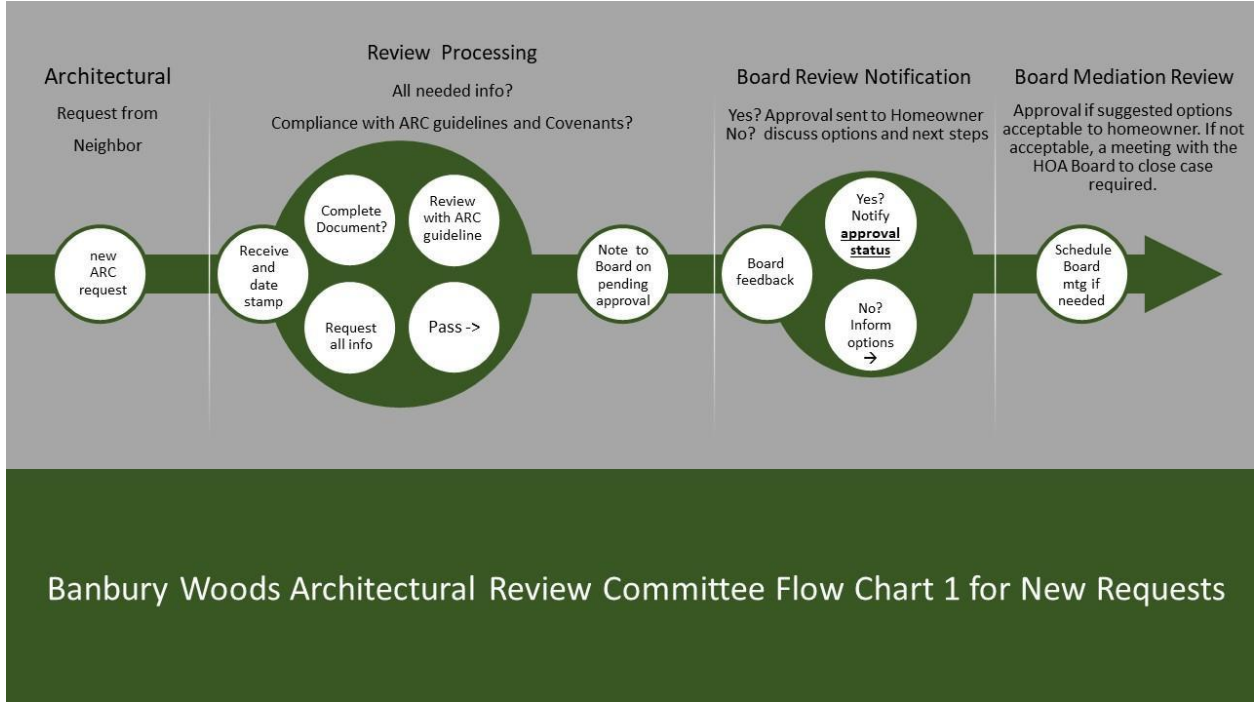 Architectural
Request from
Neighbor
new
ARC
request
Review Processing
All needed info?
Compliance with ARC guidelines and Covenants?
Receive
and
date
stamp
Complete
Document?
Review
with ARC
guideline
Request
all info
Pass ->
Note to
Board on
pending
approval
Board Review Notification
Yes? Approval sent to Homeowner
No? discuss options and next steps
Board
feedback
Yes?
Notify
approval
status
No?
Inform
options
→
Board Mediation Review
Approval if suggested options
acceptable to homeowner. If not
acceptable, a meeting with the
HOA Board to close case
required.
Schedule
Board
mtg if
needed
Banbury Woods Architectural Review Committee Flow Chart 1 for New Requests